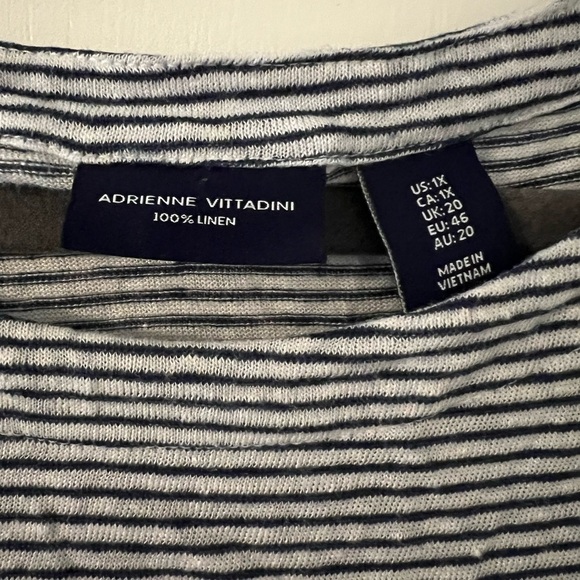 ADRIENNE VITTADINI
100% LINEN
US: 1X
CA: 1X
UK: 20
EU: 46
AU: 20
MADE IN
VIETNAM